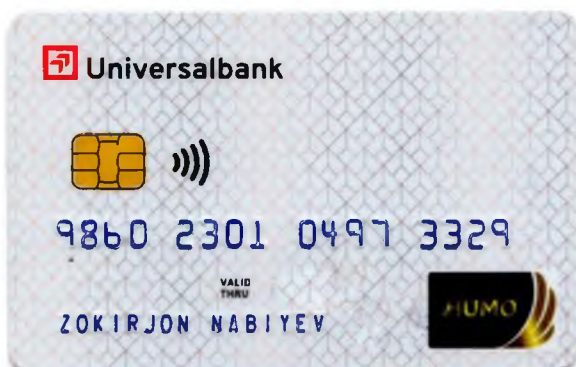 Universalbank
9860 2301 0497 3329
VALID
THRU
ZOKIRJON NABIYEV
HUMO